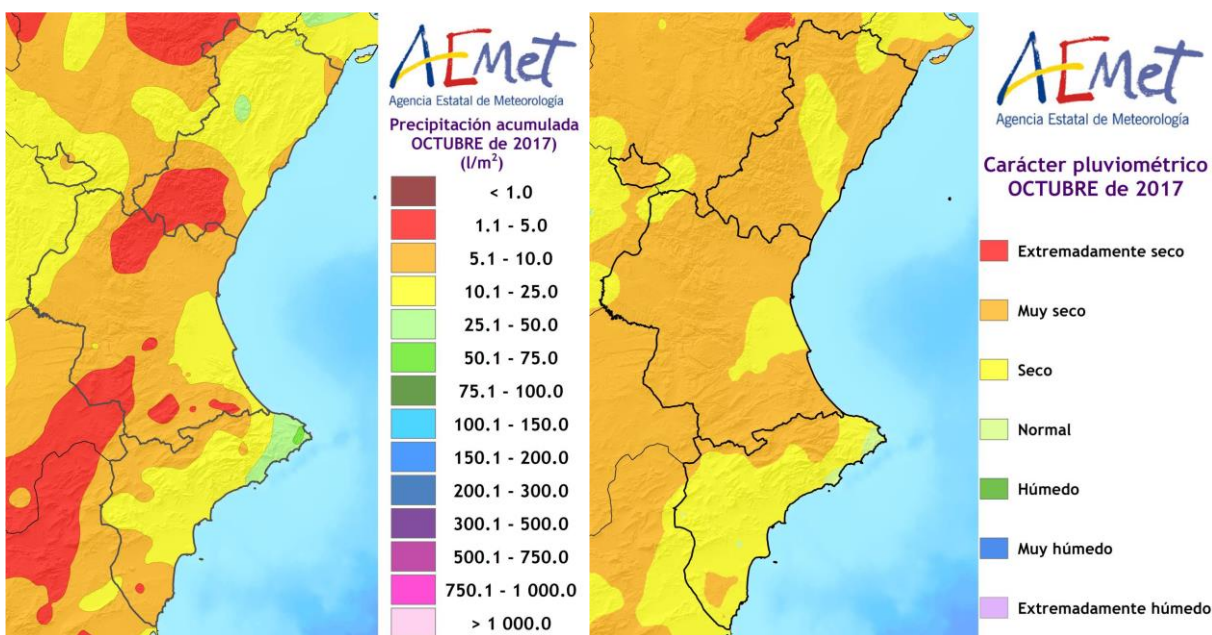 AEMet
Agencia Estatal de Meteorología
Precipitación acumulada
OCTUBRE de 2017)
(l/m²)
< 1.0
1.1 - 5.0
5.1 - 10.0
10.1 - 25.0
25.1 - 50.0
50.1 - 75.0
75.1 - 100.0
100.1 - 150.0
150.1 - 200.0
200.1 - 300.0
300.1 - 500.0
500.1 - 750.0
750.1 - 1 000.0
> 1 000.0
AEMet
Agencia Estatal de Meteorología
Carácter pluviométrico
OCTUBRE de 2017
Extremadamente seco
Muy seco
Seco
Normal
Húmedo
Muy húmedo
Extremadamente húmedo